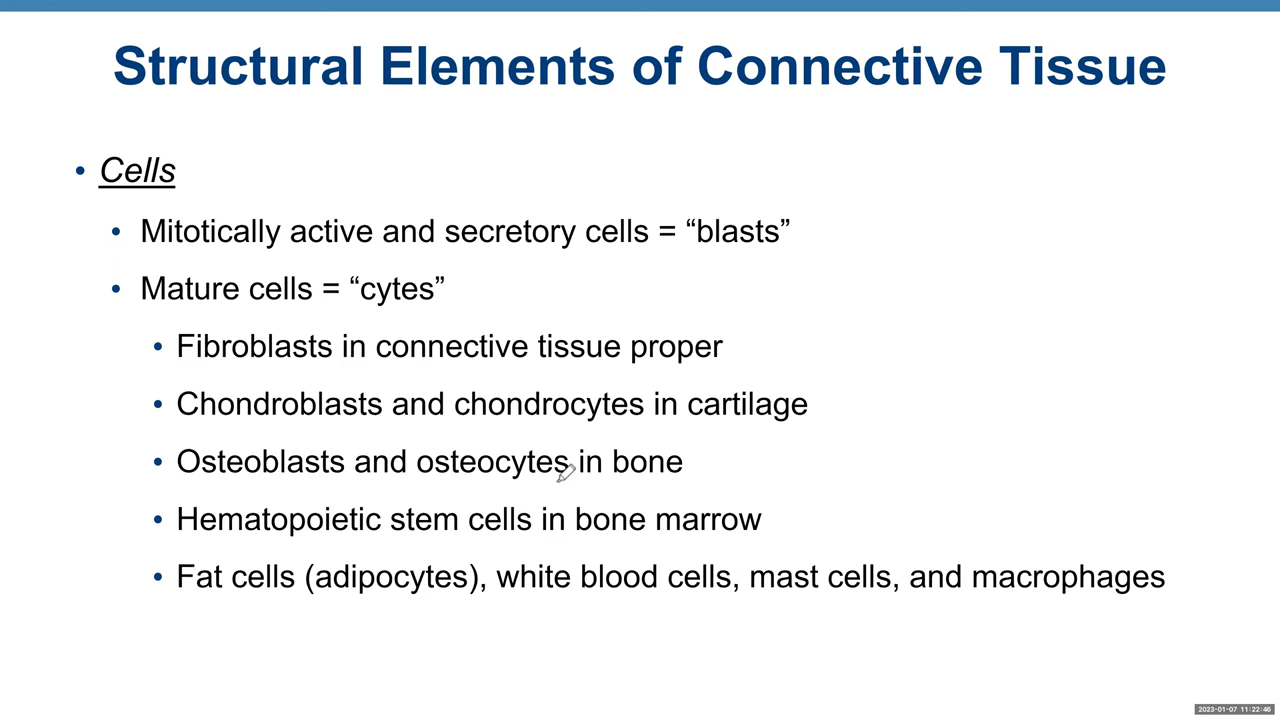 Structural Elements of Connective Tissue
• Cells
• Mitotically active and secretory cells = “blasts”
• Mature cells = “cytes”
• Fibroblasts in connective tissue proper
• Chondroblasts and chondrocytes in cartilage
• Osteoblasts and osteocytes in bone
• Hematopoietic stem cells in bone marrow
• Fat cells (adipocytes), white blood cells, mast cells, and macrophages
2023-01-07 11:22:46